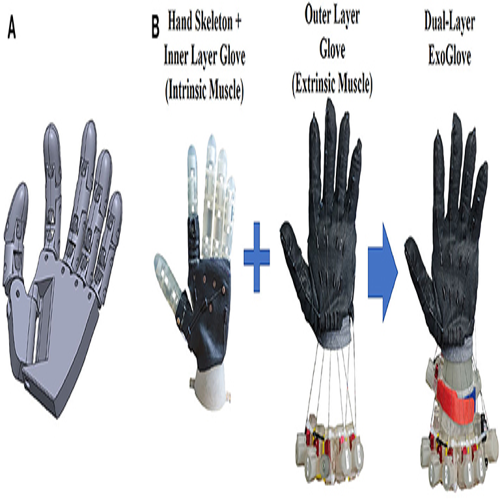 A
B
Hand Skeleton +
Inner Layer Glove
(Intrinsic Muscle)
Outer Layer
Glove
(Extrinsic Muscle)
Dual-Layer
ExoGlove